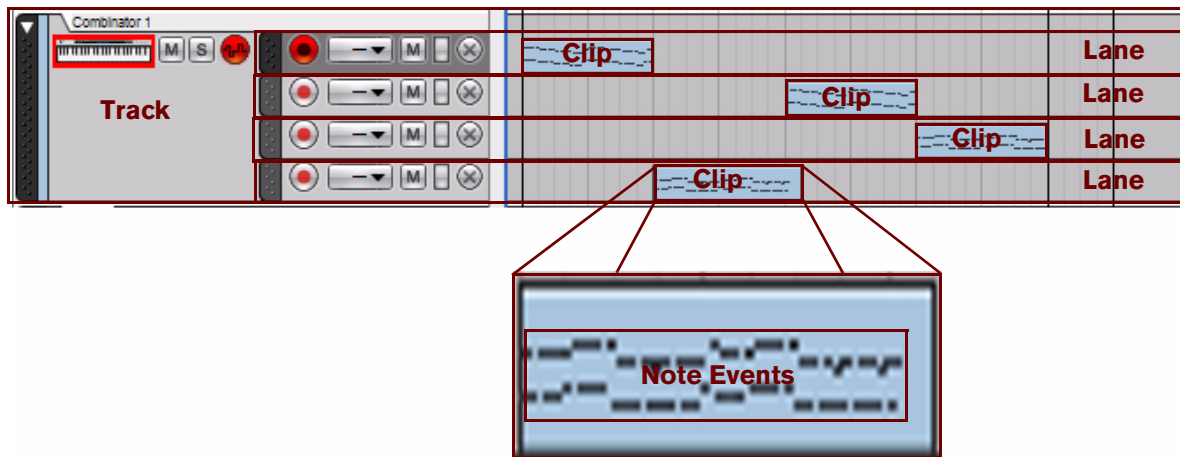 Combinator 1
M S M Clip Lane
Track
M Clip Lane
M Clip Lane
M Clip Lane
Note Events